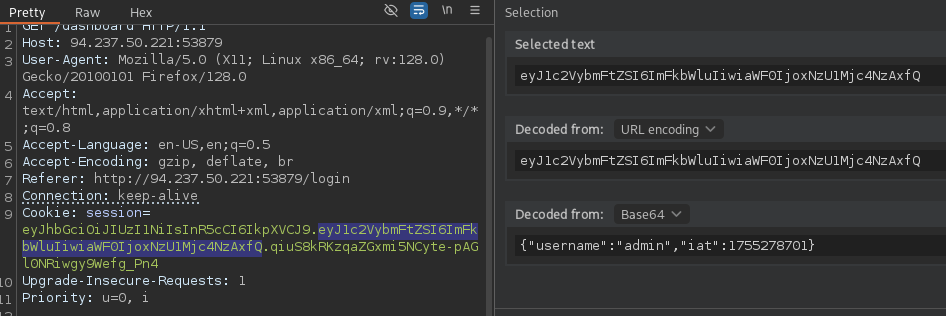 Pretty Raw Hex
\n
1 GET /dashboard HTTP/1.1
2 Host: 94.237.50.221:53879
3 User-Agent: Mozilla/5.0 (X11; Linux x86_64; rv:128.0)
Gecko/20100101 Firefox/128.0
4 Accept:
text/html,application/xhtml+xml,application/xml;q=0.9,*/*
;q=0.8
5 Accept-Language: en-US,en;q=0.5
6 Accept-Encoding: gzip, deflate, br
7 Referer: http://94.237.50.221:53879/login
8 Connection: keep-alive
9 Cookie: session=
eyJhbGciOiJIUzI1NiIsInR5cCI6IkpXVCJ9.eyJ1c2VybmFtZSI6ImFk
bWluIiwiaWF0IjoxNzU1Mjc4NzAxfQ.qiuS8kRKzqaZGxmi5NCyte-pAG
lONRiwgy9Wefg_Pn4
10 Upgrade-Insecure-Requests: 1
11 Priority: u=0, i
12
Selection
Selected text
eyJ1c2VybmFtZSI6ImFkbWluIiwiaWF0IjoxNzU1Mjc4NzAxfQ
Decoded from: URL encoding
eyJ1c2VybmFtZSI6ImFkbWluIiwiaWF0IjoxNzU1Mjc4NzAxfQ
Decoded from: Base64
{"username":"admin","iat":1755278701}